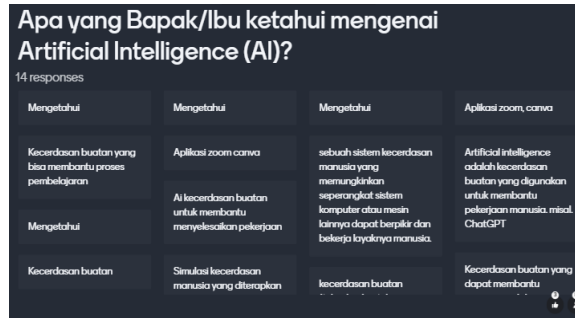 Apa yang Bapak/Ibu ketahui mengenai
Artificial Intelligence (AI)?
14 responses
Mengetahui
Kecerdasan buatan yang
bisa membantu proses
pembelajaran
Mengetahui
Kecerdasan buatan
Mengetahui
Aplikasi zoom canva
Ai kecerdasan buatan
untuk membantu
menyelesaikan pekerjaan
Simulasi kecerdasan
manusia yang diterapkan
Mengetahui
sebuah sistem kecerdasan
manusia yang
memungkinkan
seperangkat sistem
komputer atau mesin
lainnya dapat berpikir dan
bekerja layaknya manusia.
kecerdasan buatan
Aplikasi zoom, canva
Artificial intelligence
adalah kecerdasan
buatan yang digunakan
untuk membantu
pekerjaan manusia. misal.
ChatGPT
Kecerdasan buatan yang
dapat membantu